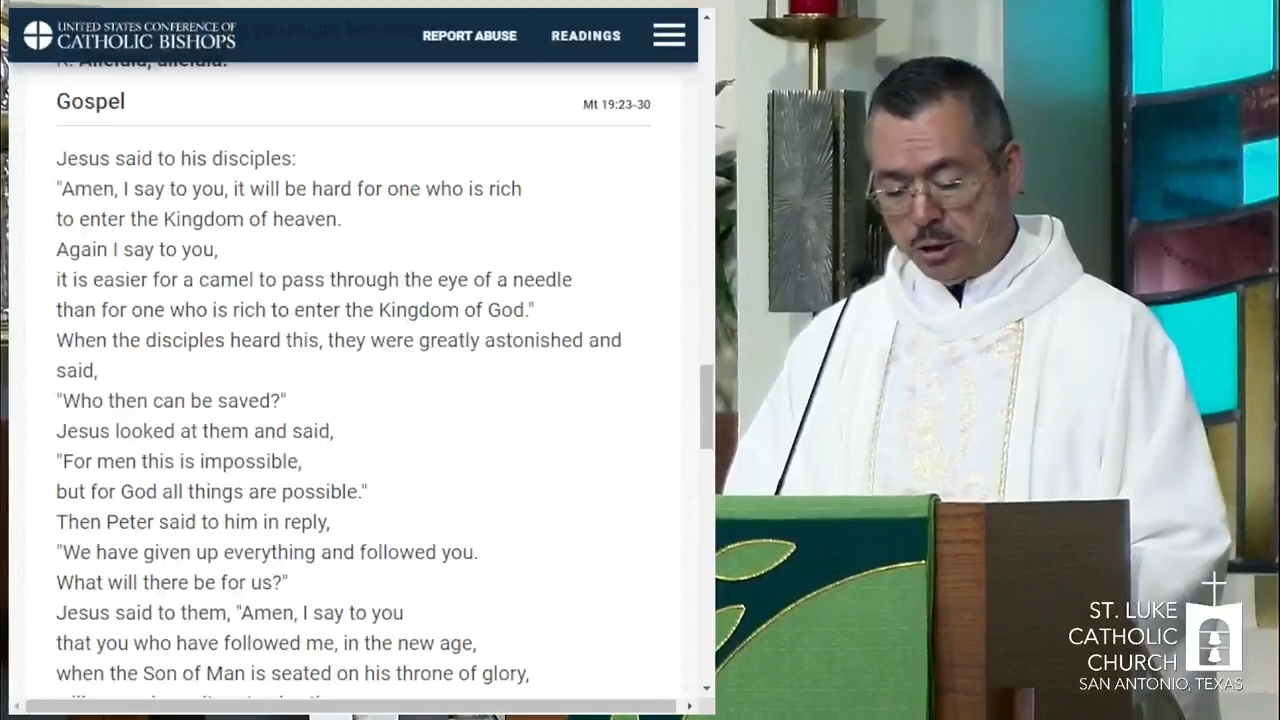 UNITED STATES CONFERENCE OF
CATHOLIC BISHOPS
REPORT ABUSE
READINGS
R. Alleluia, alleluia.
Gospel
Mt 19:23-30
Jesus said to his disciples:
"Amen, I say to you, it will be hard for one who is rich
to enter the Kingdom of heaven.
Again I say to you,
it is easier for a camel to pass through the eye of a needle
than for one who is rich to enter the Kingdom of God."
When the disciples heard this, they were greatly astonished and
said,
"Who then can be saved?"
Jesus looked at them and said,
"For men this is impossible,
but for God all things are possible."
Then Peter said to him in reply,
"We have given up everything and followed you.
What will there be for us?"
Jesus said to them, "Amen, I say to you
that you who have followed me, in the new age,
when the Son of Man is seated on his throne of glory,
ST. LUKE
CATHOLIC
CHURCH
SAN ANTONIO, TEXAS